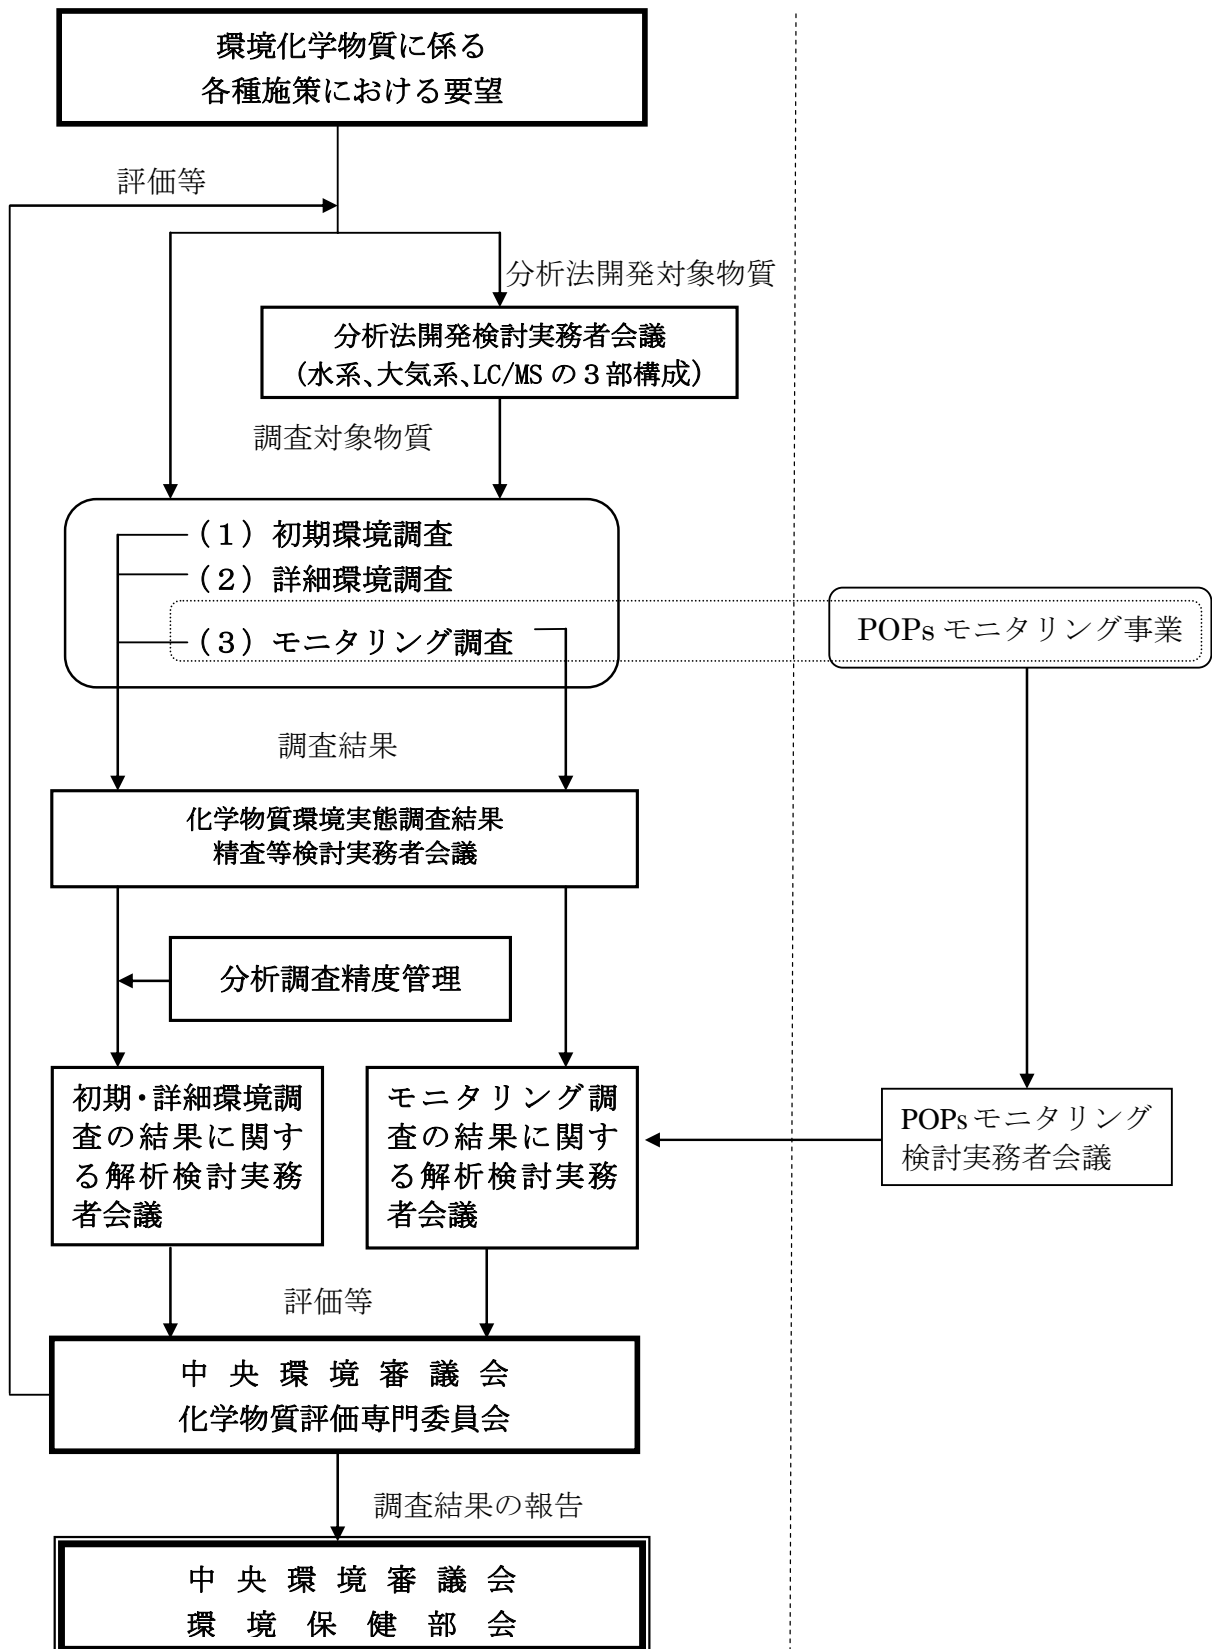 環境化学物質に係る
各種施策における要望
評価等
分析法開発対象物質
分析法開発検討実務者会議
(水系、大気系、LC/MS の３部構成)
調査対象物質
(１) 初期環境調査
(２) 詳細環境調査
(３) モニタリング調査
POPs モニタリング事業
調査結果
化学物質環境実態調査結果
精査等検討実務者会議
分析調査精度管理
初期・詳細環境調
査の結果に関す
る解析検討実務
者会議
モニタリング調
査の結果に関す
る解析検討実務
者会議
POPs モニタリング
検討実務者会議
評価等
中央環境審議会
化学物質評価専門委員会
調査結果の報告
中央環境審議会
環境保健部会